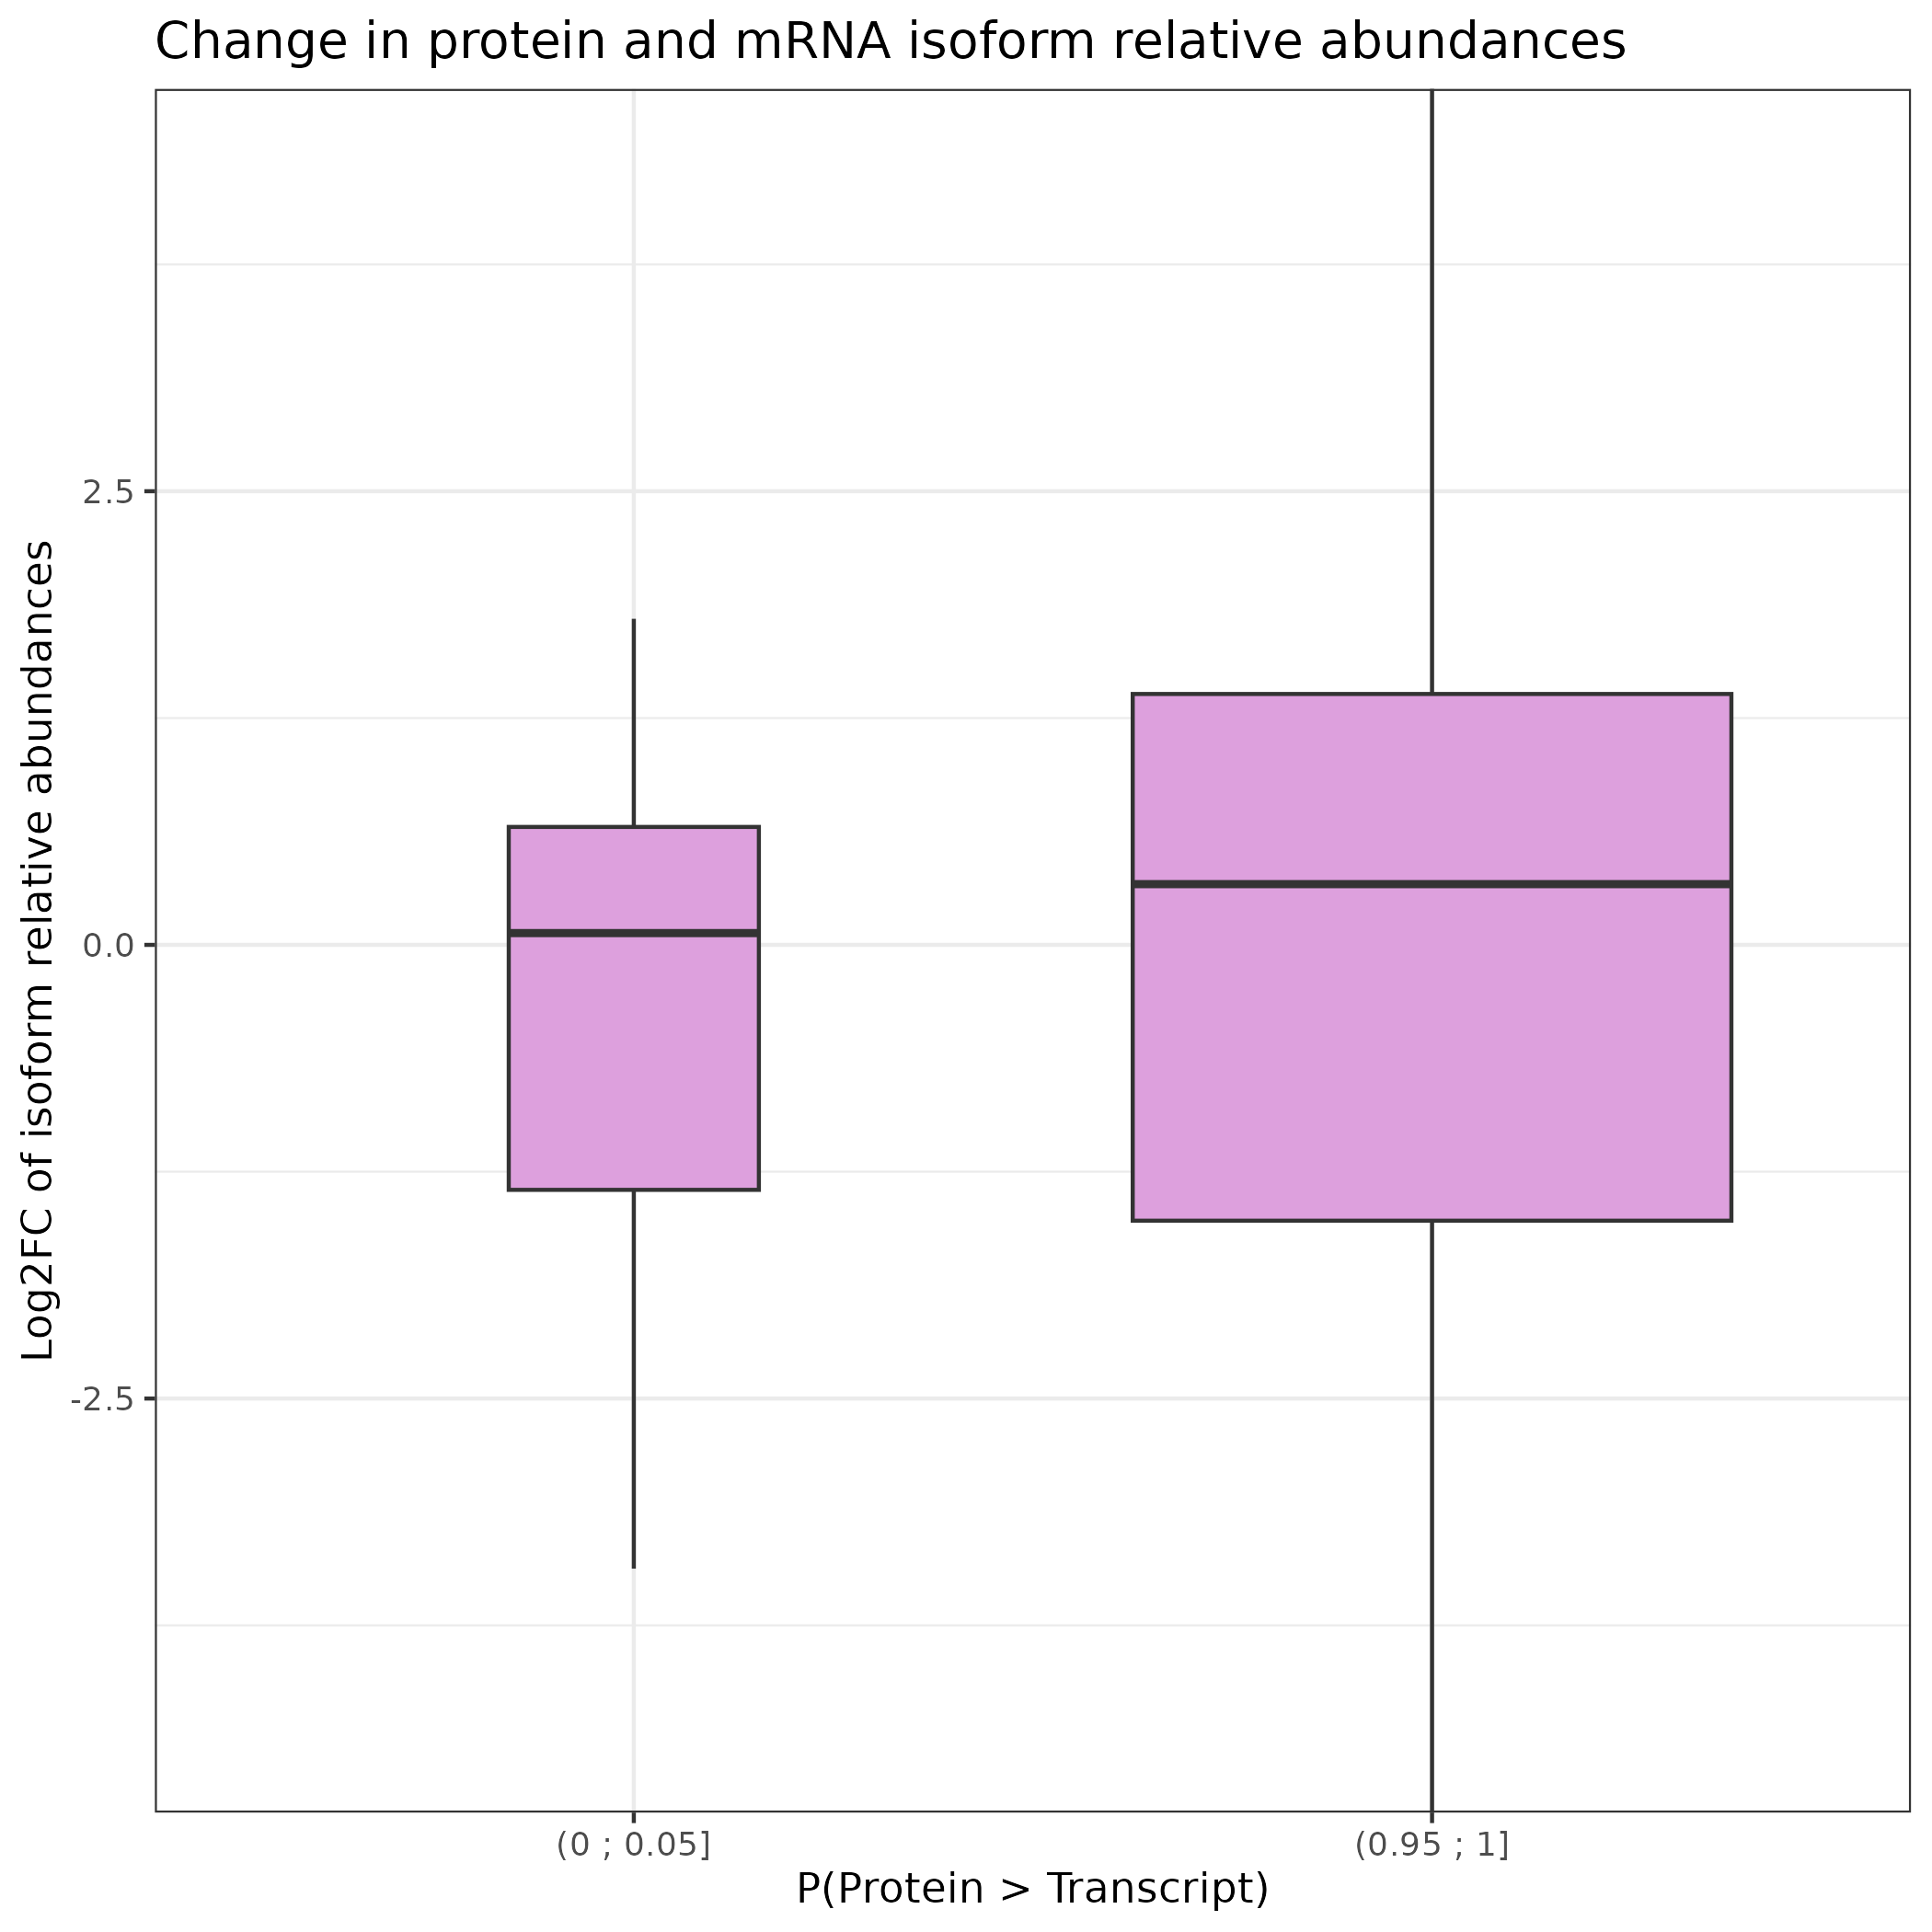 Change in protein and mRNA isoform relative abundances
Log2FC of isoform relative abundances
2.5
0.0
-2.5
(0 ; 0.05]
(0.95 ; 1]
P(Protein > Transcript)